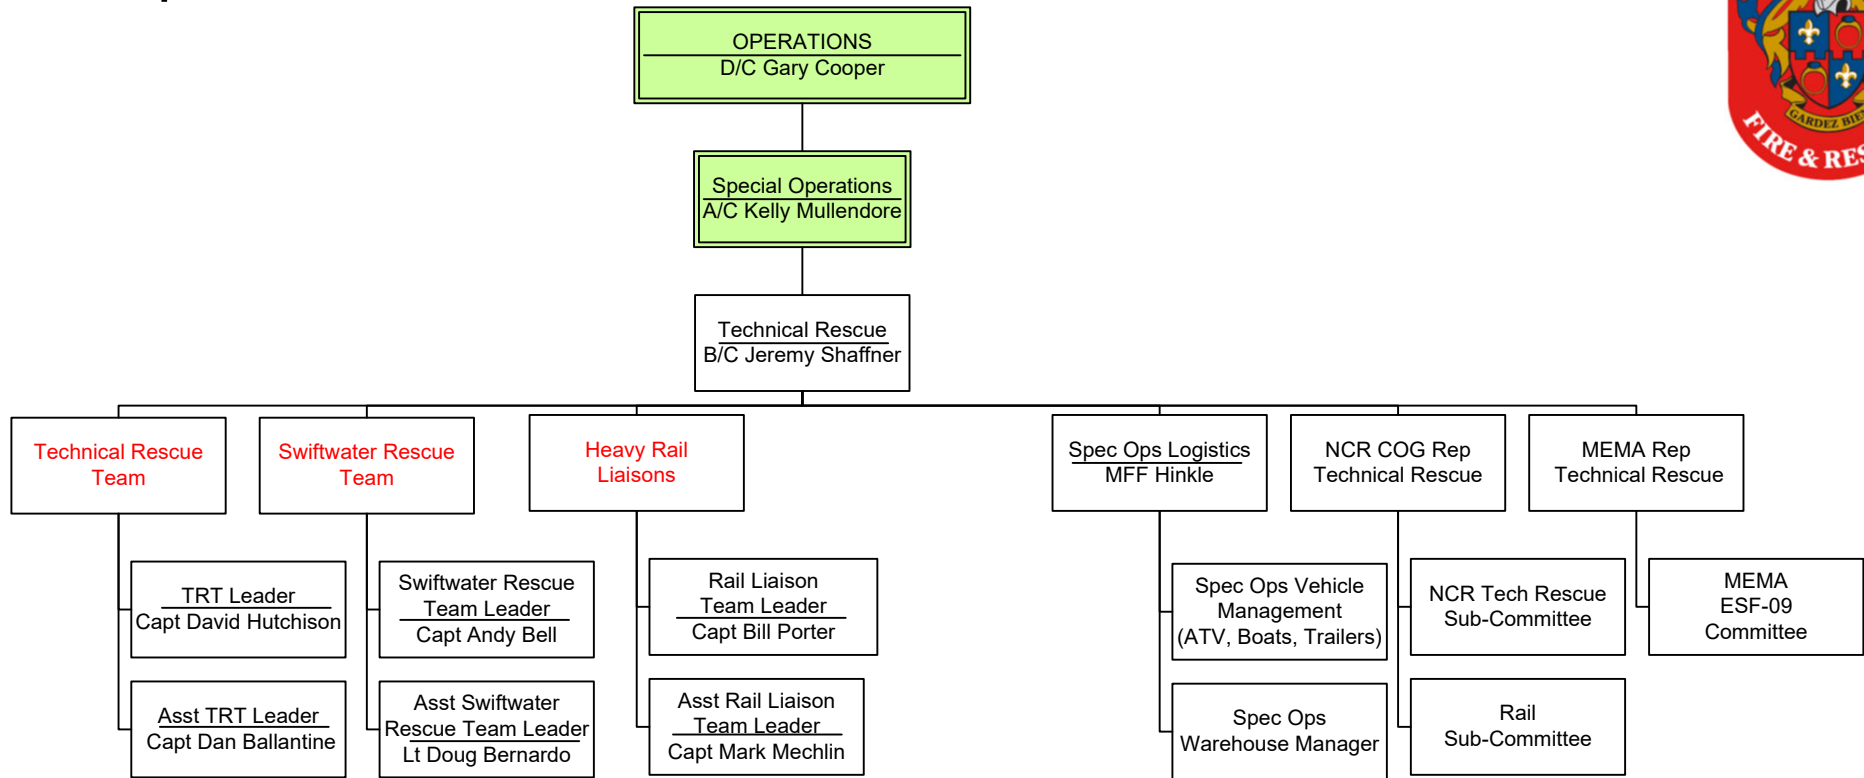 OPERATIONS
D/C Gary Cooper
GARDEZ
FIRE & 
Special Operations
A/C Kelly Mullendore
Technical Rescue
B/C Jeremy Shaffner
Technical Rescue
Team
Swiftwater Rescue
Team
Heavy Rail
Liaisons
Spec Ops Logistics
MFF Hinkle
NCR COG Rep
Technical Rescue
MEMA Rep
Technical Rescue
TRT Leader
Capt David Hutchison
Swiftwater Rescue
Team Leader
Capt Andy Bell
Rail Liaison
Team Leader
Capt Bill Porter
Spec Ops Vehicle
Management
(ATV, Boats, Trailers)
NCR Tech Rescue
Sub-Committee
MEMA
ESF-09
Committee
Asst TRT Leader
Capt Dan Ballantine
Asst Swiftwater
Rescue Team Leader
Lt Doug Bernardo
Asst Rail Liaison
Team Leader
Capt Mark Mechlin
Spec Ops
Warehouse Manager
Rail
Sub-Committee